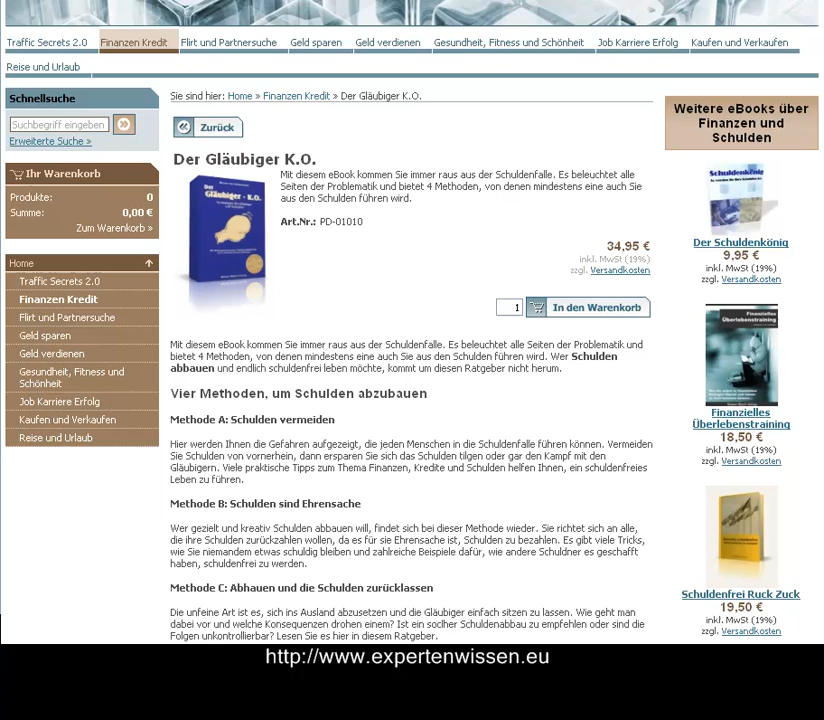 Traffic Secrets 2.0 Finanzen Kredit Flirt und Partnersuche Geld sparen Geld verdienen Gesundheit, Fitness und Schönheit Job Karriere Erfolg Kaufen und Verkaufen
Reise und Urlaub
Schnellsuche
Suchbegriff eingeben
Erweiterte Suche »
Ihr Warenkorb
Produkte: 0
Summe: 0,00 €
Zum Warenkorb »
Home
Traffic Secrets 2.0
Finanzen Kredit
Flirt und Partnersuche
Geld sparen
Geld verdienen
Gesundheit, Fitness und
Schönheit
Job Karriere Erfolg
Kaufen und Verkaufen
Reise und Urlaub
Sie sind hier: Home » Finanzen Kredit » Der Gläubiger K.O.
Zurück
Der Gläubiger K.O.
Der
Gläubiger - K.O.
Mit diesem eBook kommen Sie immer raus aus der Schuldenfalle. Es beleuchtet alle
Seiten der Problematik und bietet 4 Methoden, von denen mindestens eine auch Sie
aus den Schulden führen wird.
Art.Nr.: PD-01010
34,95 €
inkl. MwSt (19%)
zzgl. Versandkosten
1 In den Warenkorb
Mit diesem eBook kommen Sie immer raus aus der Schuldenfalle. Es beleuchtet alle Seiten der Problematik und
bietet 4 Methoden, von denen mindestens eine auch Sie aus den Schulden führen wird. Wer Schulden
abbauen und endlich schuldenfrei leben möchte, kommt um diesen Ratgeber nicht herum.
Vier Methoden, um Schulden abzubauen
Methode A: Schulden vermeiden
Hier werden Ihnen die Gefahren aufgezeigt, die jeden Menschen in die Schuldenfalle führen können. Vermeiden
Sie Schulden von vornherein, dann ersparen Sie sich das Schulden tilgen oder gar den Kampf mit den
Gläubigern. Viele praktische Tipps zum Thema Finanzen, Kredite und Schulden helfen Ihnen, ein schuldenfreies
Leben zu führen.
Methode B: Schulden sind Ehrensache
Wer gezielt und kreativ Schulden abbauen will, findet sich bei dieser Methode wieder. Sie richtet sich an alle,
die ihre Schulden zurückzahlen wollen, da es für sie Ehrensache ist, Schulden zu bezahlen. Es gibt viele Tricks,
wie Sie niemandem etwas schuldig bleiben und zahlreiche Beispiele dafür, wie andere Schuldner es geschafft
haben, schuldenfrei zu werden.
Methode C: Abhauen und die Schulden zurücklassen
Die unfeine Art ist es, sich ins Ausland abzusetzen und die Gläubiger einfach sitzen zu lassen. Wie geht man
dabei vor und welche Konsequenzen drohen einem? Ist ein soclher Schuldenabbau zu empfehlen oder sind die
Folgen unkontrollierbar? Lesen Sie es hier in diesem Ratgeber.
Weitere eBooks über
Finanzen und
Schulden
Schuldenkönig
Der Schuldenkönig
9,95 €
inkl. MwSt (19%)
zzgl. Versandkosten
Finanzielles
Überlebenstraining
Finanzielles
Überlebenstraining
18,50 €
inkl. MwSt (19%)
zzgl. Versandkosten
Schuldenfrei Ruck Zuck
19,50 €
inkl. MwSt (19%)
zzgl. Versandkosten
http://www.expertenwissen.eu